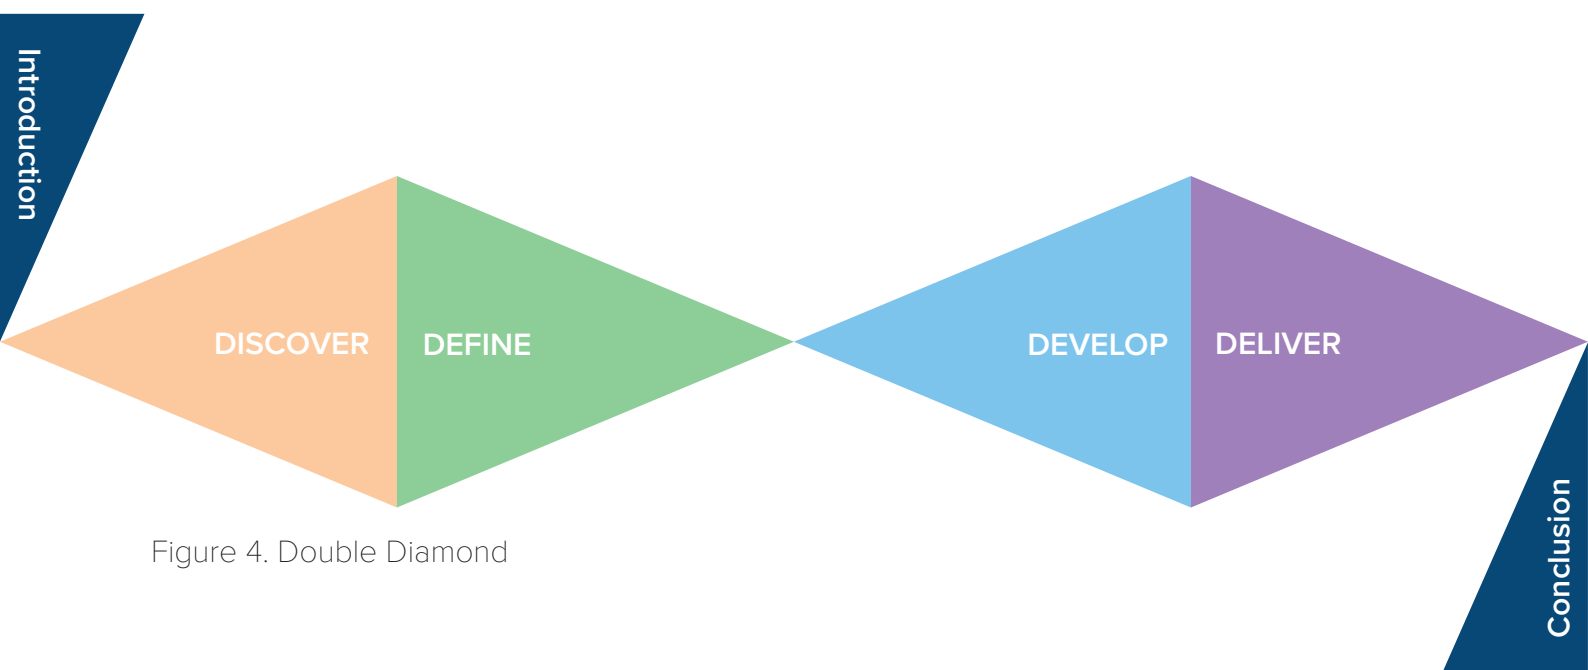 Introduction
DISCOVER
DEFINE
DEVELOP
DELIVER
Figure 4. Double Diamond
Conclusion